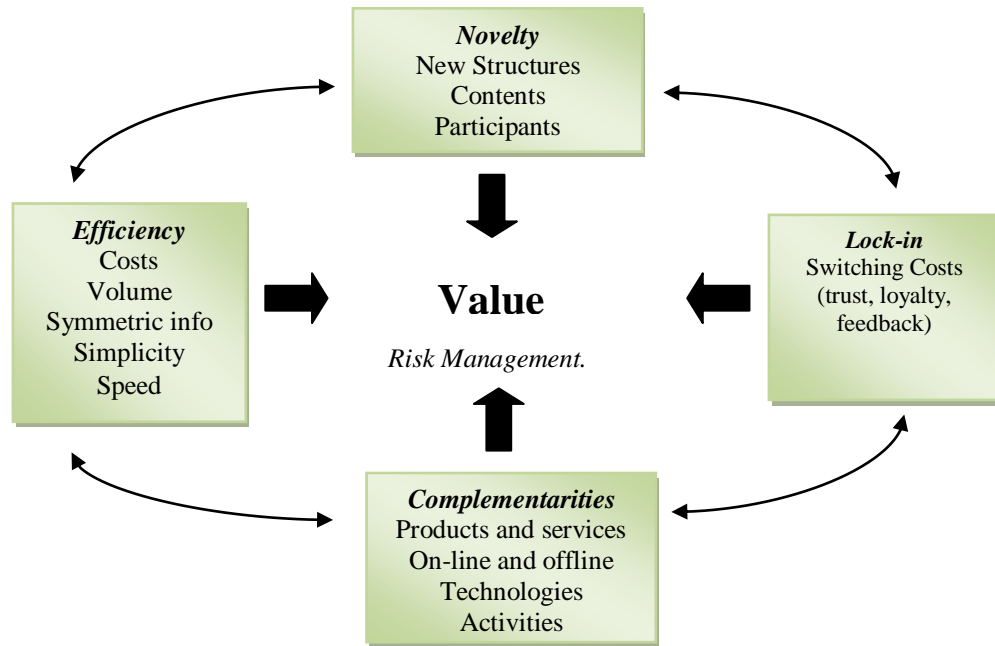 Novelty
New Structures
Contents
Participants
Efficiency
Costs
Volume
Symmetric info
Simplicity
Speed
Value
Risk Management.
Lock-in
Switching Costs
(trust, loyalty,
feedback)
Complementarities
Products and services
On-line and offline
Technologies
Activities